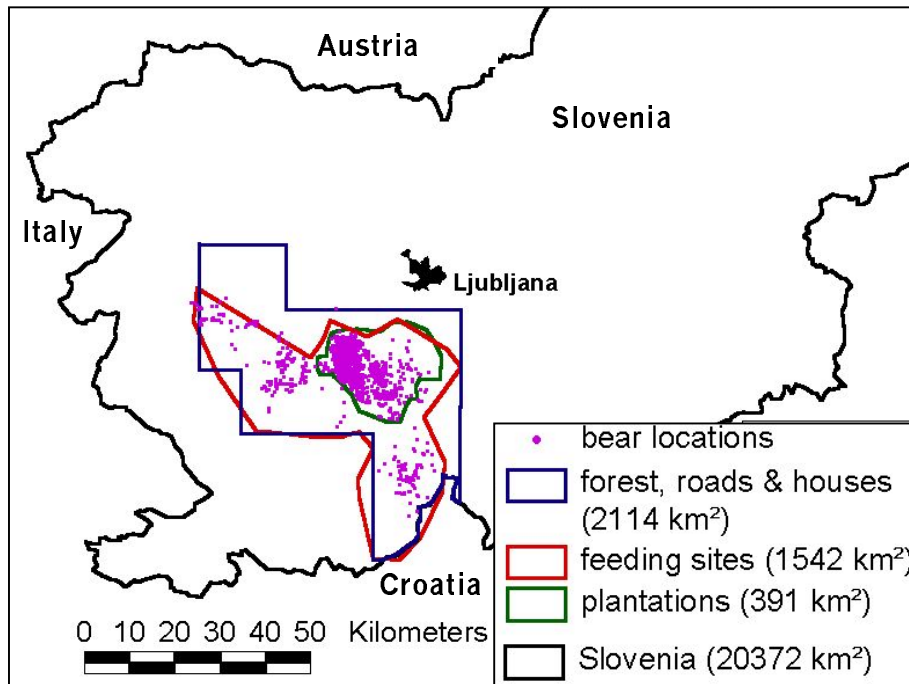 Austria
Slovenia
Italy
Ljubljana
Croatia
0 10 20 30 40 50 Kilometers
bear locations
forest, roads & houses
(2114 km²)
feeding sites (1542 km²)
plantations (391 km²)
Slovenia (20372 km²)